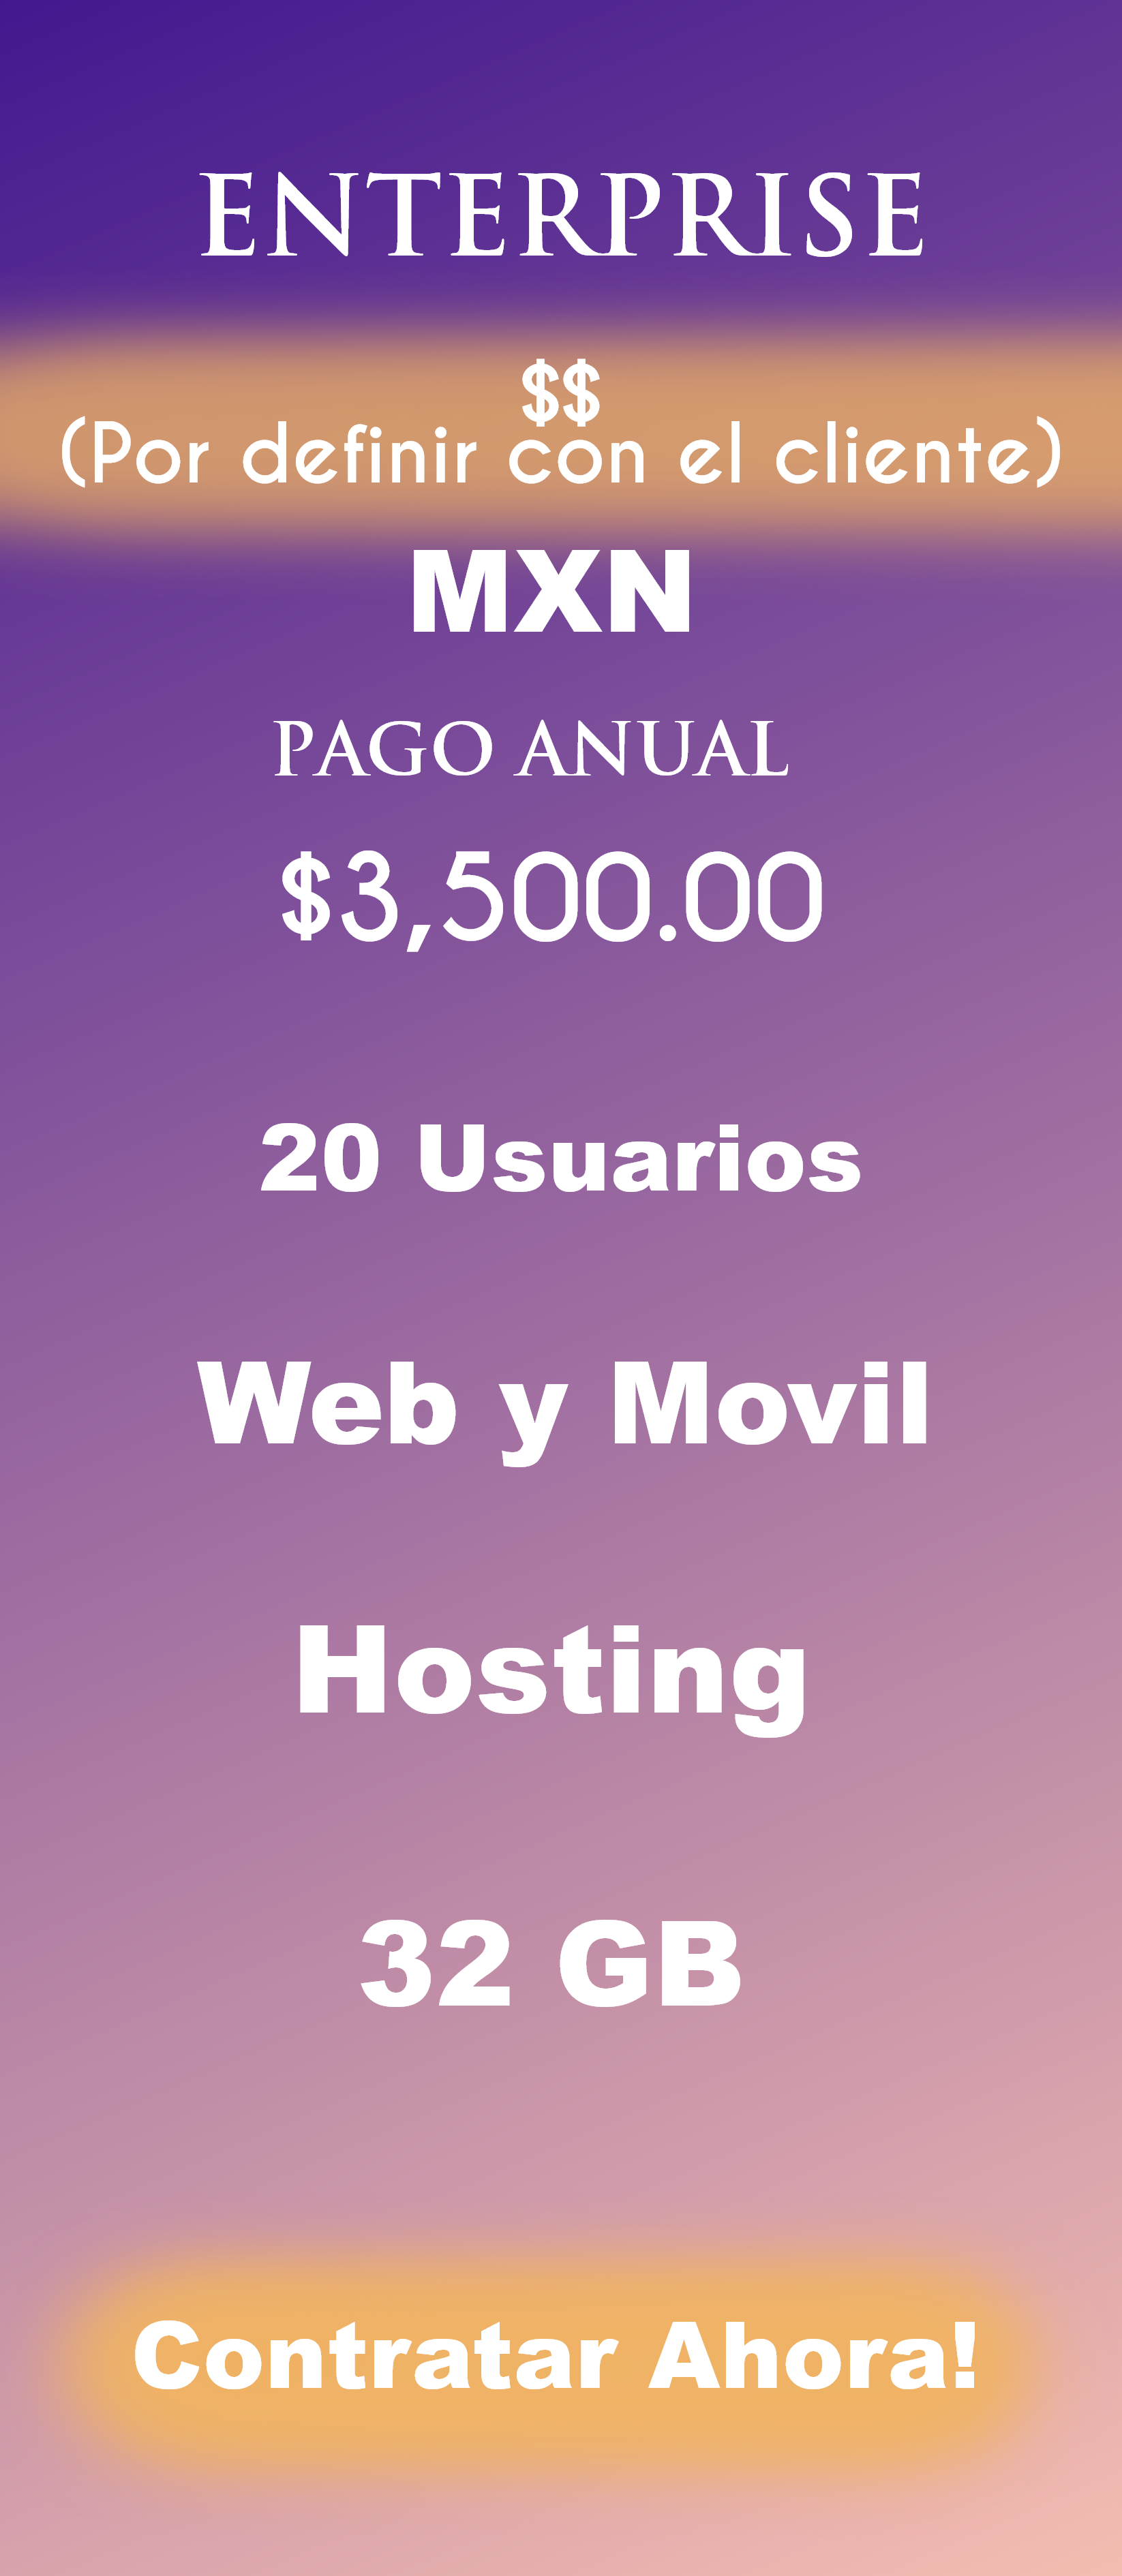 ENTERPRISE
$$
(Por definir con el cliente)
MXN
PAGO ANUAL
$3,500.00
20 Usuarios
Web y Movil
Hosting
32 GB
Contratar Ahora!